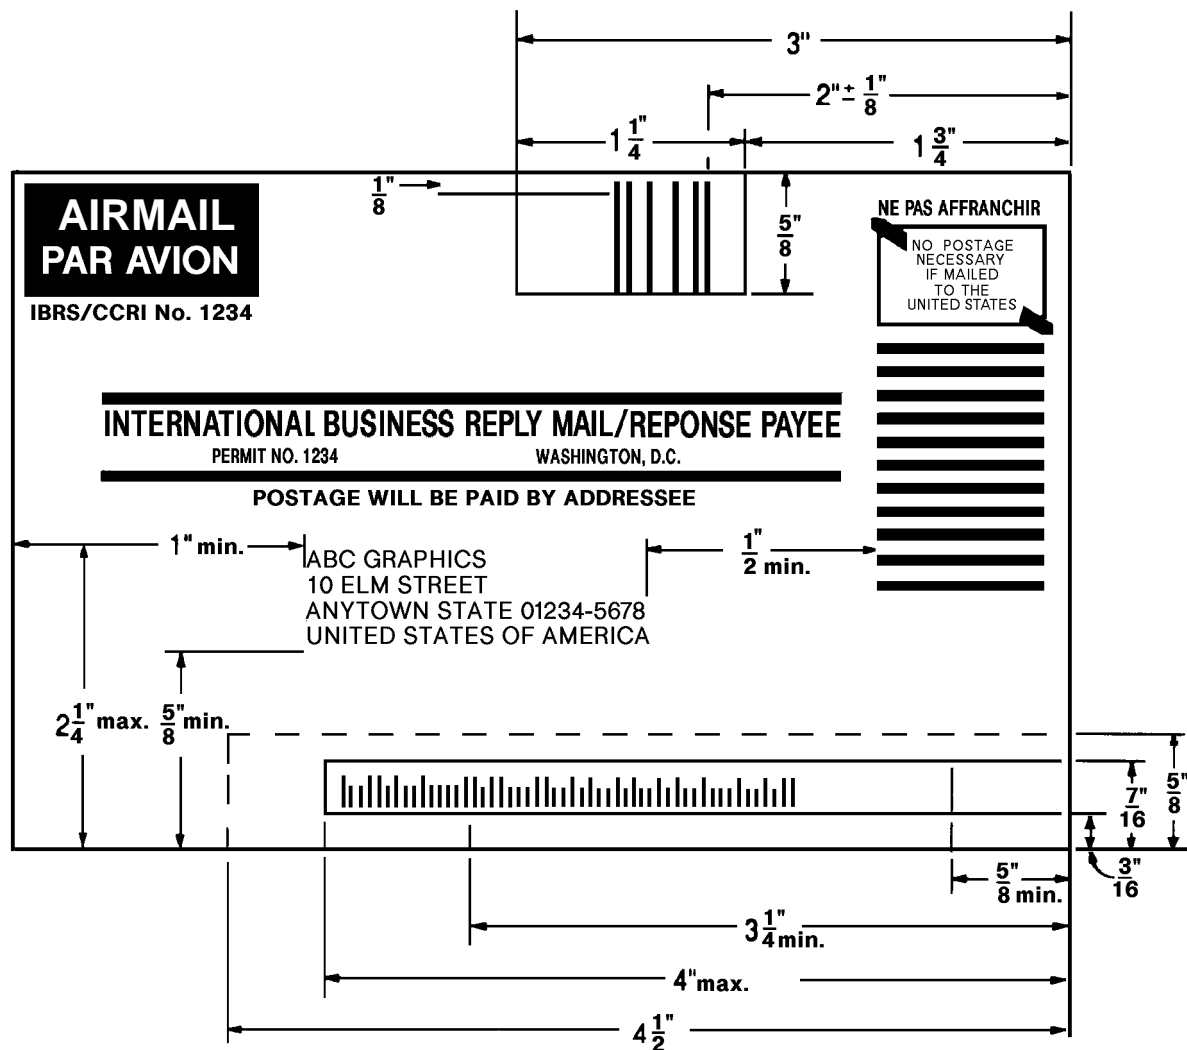 3"
2" ± 1/8"
1 1/4"
1 3/4"
1/8"
5/8"
AIRMAIL
PAR AVION
IBRS/CCRI No. 1234
NE PAS AFFRANCHIR
NO POSTAGE
NECESSARY
IF MAILED
TO THE
UNITED STATES
INTERNATIONAL BUSINESS REPLY MAIL/REPONSE PAYEE
PERMIT NO. 1234 WASHINGTON, D.C.
POSTAGE WILL BE PAID BY ADDRESSEE
1" min.
1/2" min.
ABC GRAPHICS
10 ELM STREET
ANYTOWN STATE 01234-5678
UNITED STATES OF AMERICA
2 1/4" max.
5/8" min.
5/8"
7/16"
3/16"
5/8" min.
3 1/4" min.
4" max.
4 1/2"